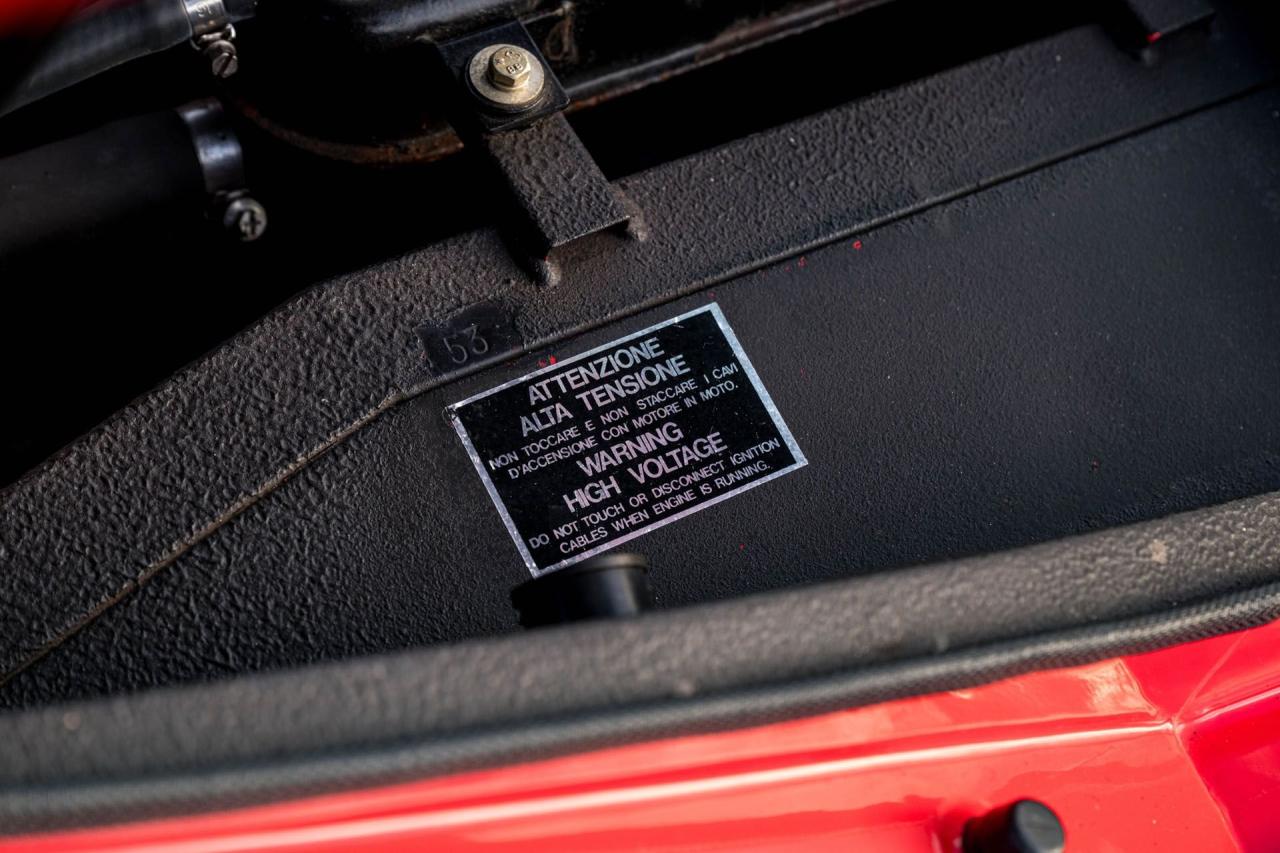 53
ATTENZIONE
ALTA TENSIONE
NON TOCCARE E NON STACCARE I CAVI
D'ACCENSIONE CON MOTORE IN MOTO.
WARNING
HIGH VOLTAGE
DO NOT TOUCH OR DISCONNECT IGNITION
CABLES WHEN ENGINE IS RUNNING.